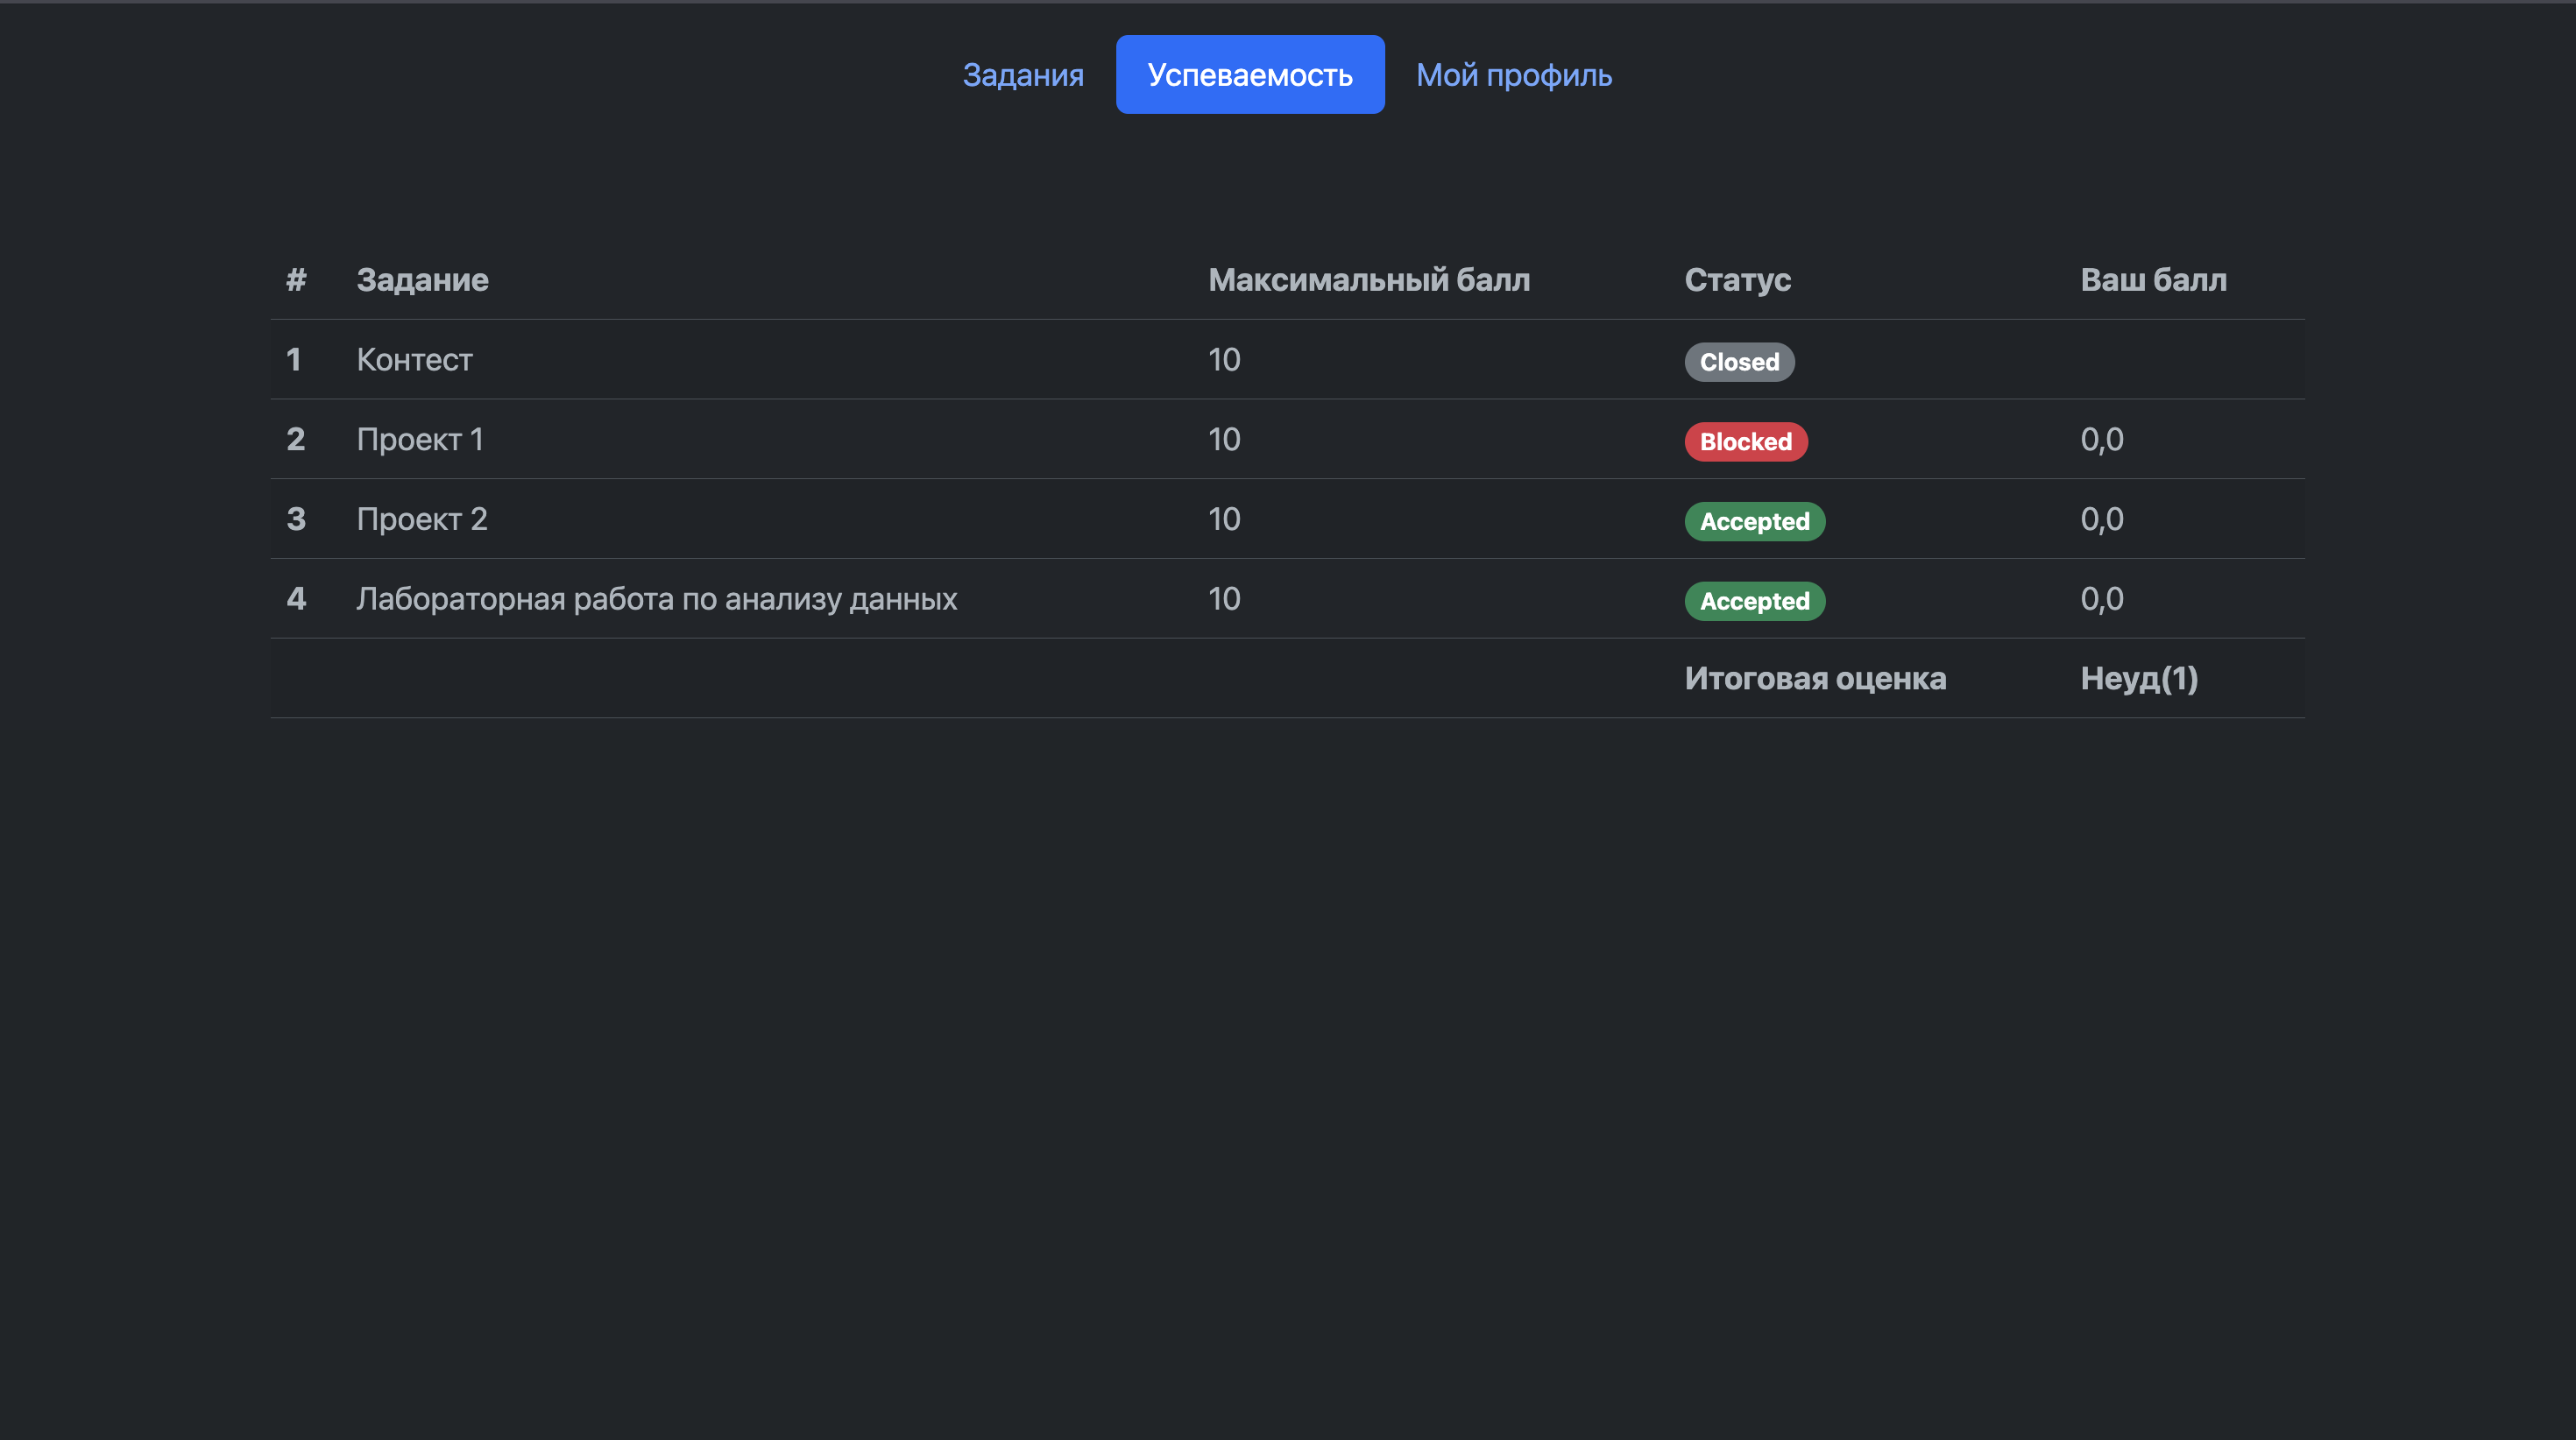 Задания Успеваемость Мой профиль
# Задание Максимальный балл Статус Ваш балл
1 Контест 10 Closed
2 Проект 1 10 Blocked 0,0
3 Проект 2 10 Accepted 0,0
4 Лабораторная работа по анализу данных 10 Accepted 0,0
Итоговая оценка Неуд(1)